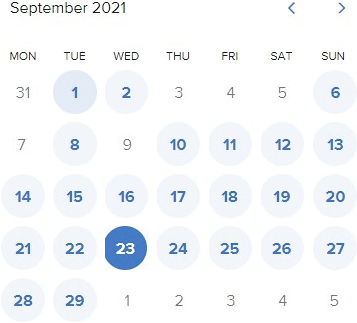 September 2021
MON TUE WED THU FRI SAT SUN
31 1 2 3 4 5 6
7 8 9 10 11 12 13
14 15 16 17 18 19 20
21 22 23 24 25 26 27
28 29 1 2 3 4 5